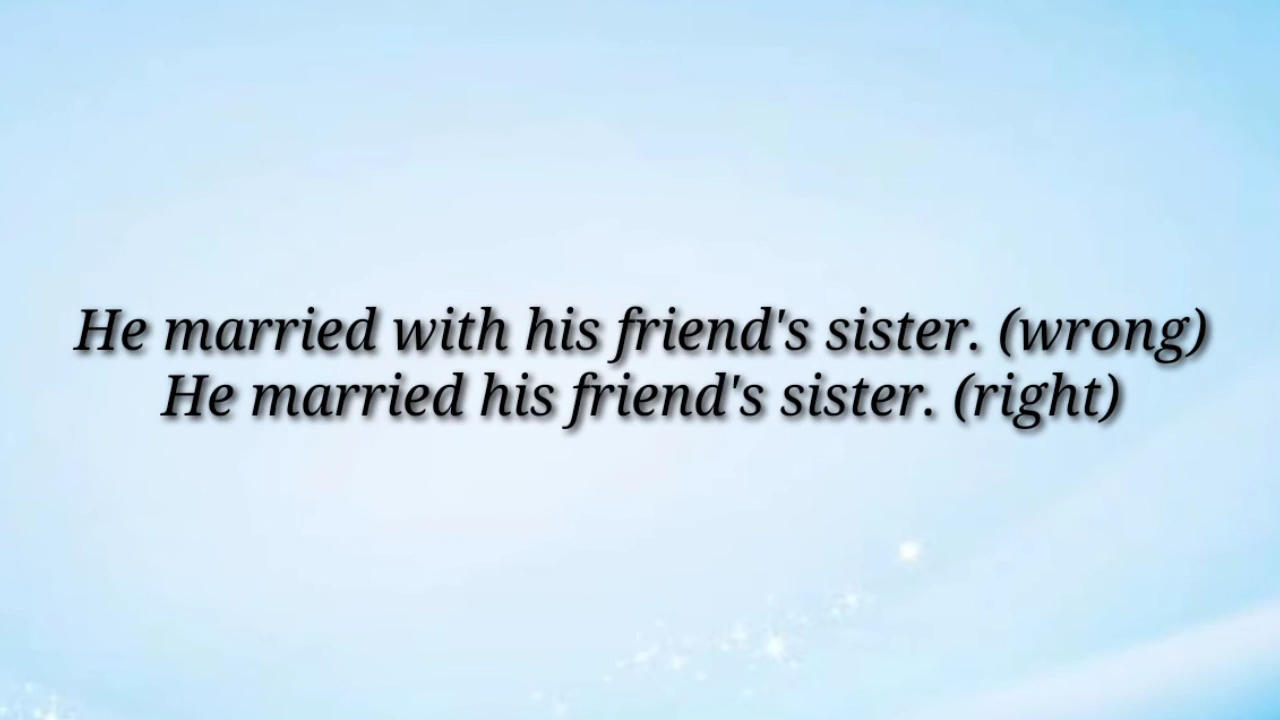 He married with his friend's sister. (wrong)
He married his friend's sister. (right)